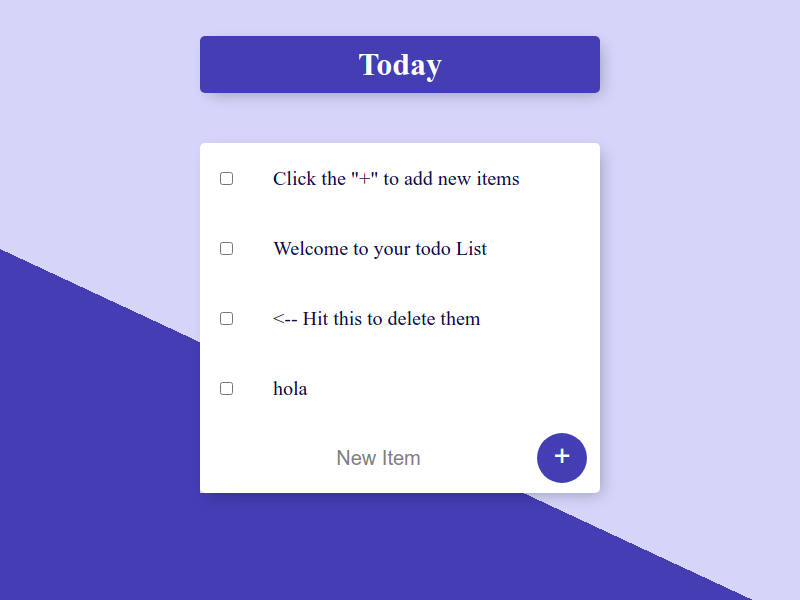 Today
Click the "+" to add new items
Welcome to your todo List
<-- Hit this to delete them
hola
New Item
+